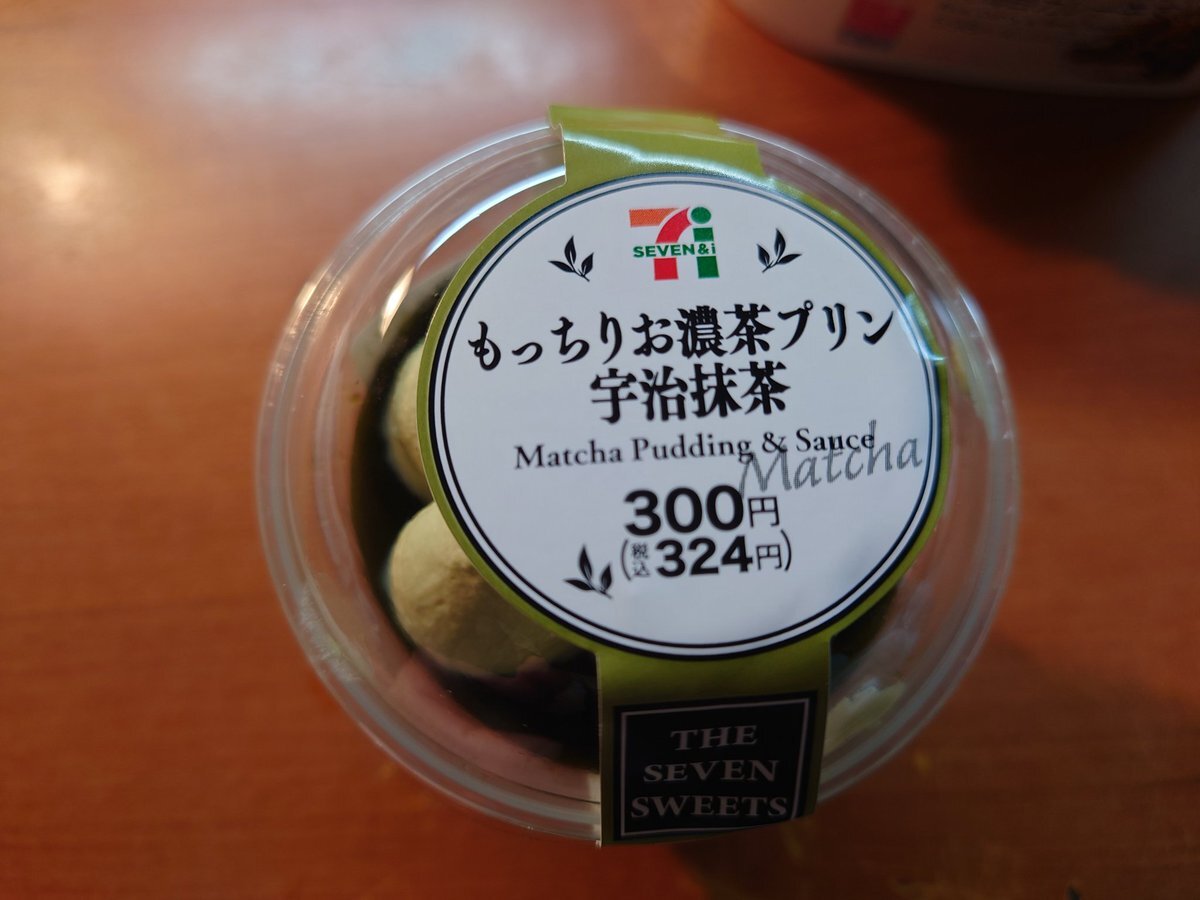 SEVEN&i
もっちりお濃茶プリン
宇治抹茶
Matcha Pudding & Sauce
Matcha
300円
(税込324円)
THE
SEVEN
SWEETS